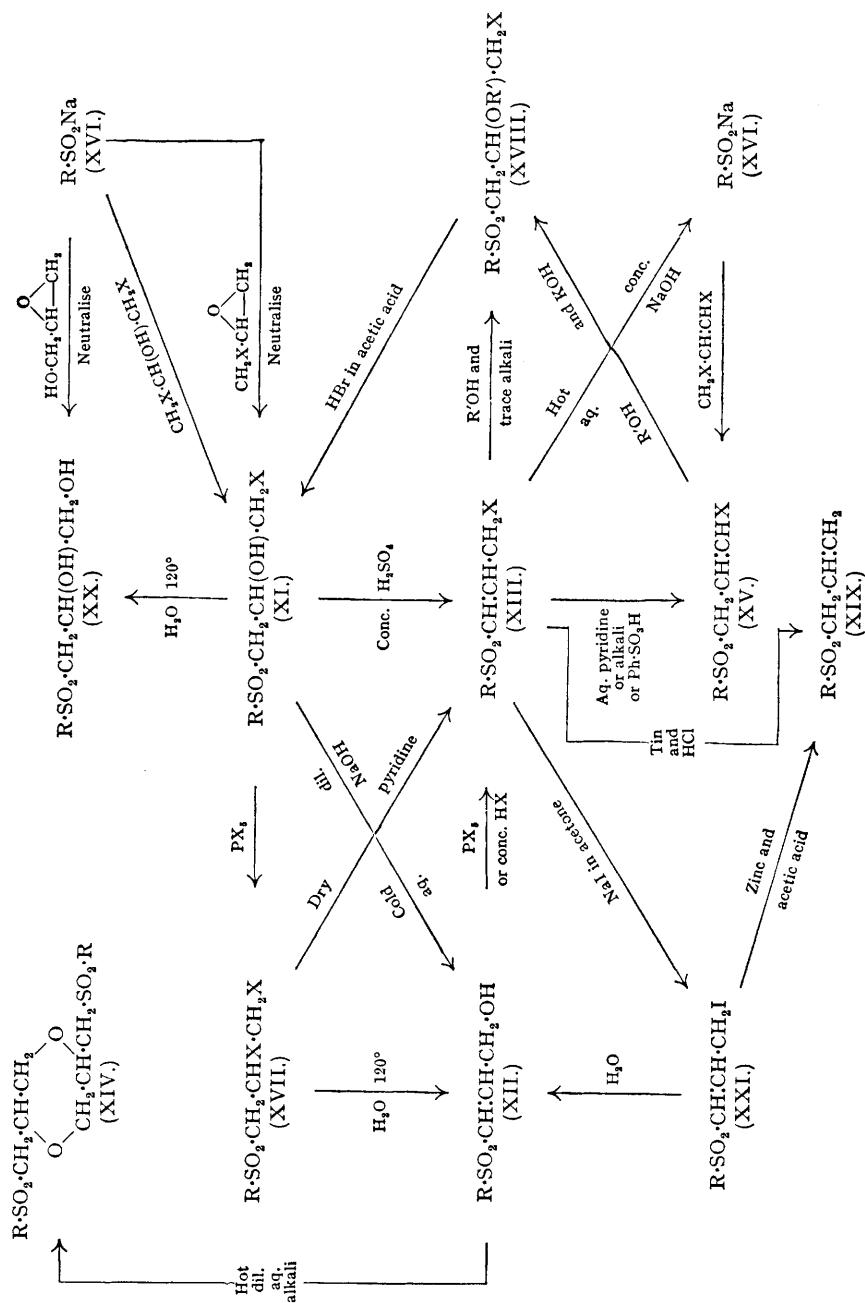 R·SO₂·CH₂·CH·CH₂
O O
CH₂·CH·CH₂·SO₂·R
(XIV.)
R·SO₂·CH₂·CH(OH)·CH₂·OH
(XX.)
O
HO·CH₂·CH—CH₂
Neutralise
R·SO₂Na
(XVI.)
H₂O 120°
CH₂X·CH(OH)·CH₂X
O
CH₂X·CH—CH₂
Neutralise
R·SO₂·CH₂·CHX·CH₂X
(XVII.)
PX₅
R·SO₂·CH₂·CH(OH)·CH₂X
(XI.)
HBr in acetic acid
H₂O 120°
Dry pyridine
Cold dil.
aq. NaOH
Conc. H₂SO₄
R·SO₂·CH₂·CH(OR′)·CH₂X
(XVIII.)
Hot
dil.
aq.
alkali
R·SO₂·CH:CH·CH₂·OH
(XII.)
PX₅
or conc. HX
R·SO₂·CH:CH·CH₂X
(XIII.)
R′OH and
trace alkali
H₂O
NaI in acetone
Tin
and
HCl
Aq. pyridine
or alkali
or Ph·SO₃H
Hot conc.
aq. NaOH
R′OH and KOH
R·SO₂·CH:CH·CH₂I
(XXI.)
Zinc and
acetic acid
R·SO₂·CH₂·CH:CHX
(XV.)
CH₂X·CH:CHX
R·SO₂Na
(XVI.)
R·SO₂·CH₂·CH:CH₂
(XIX.)